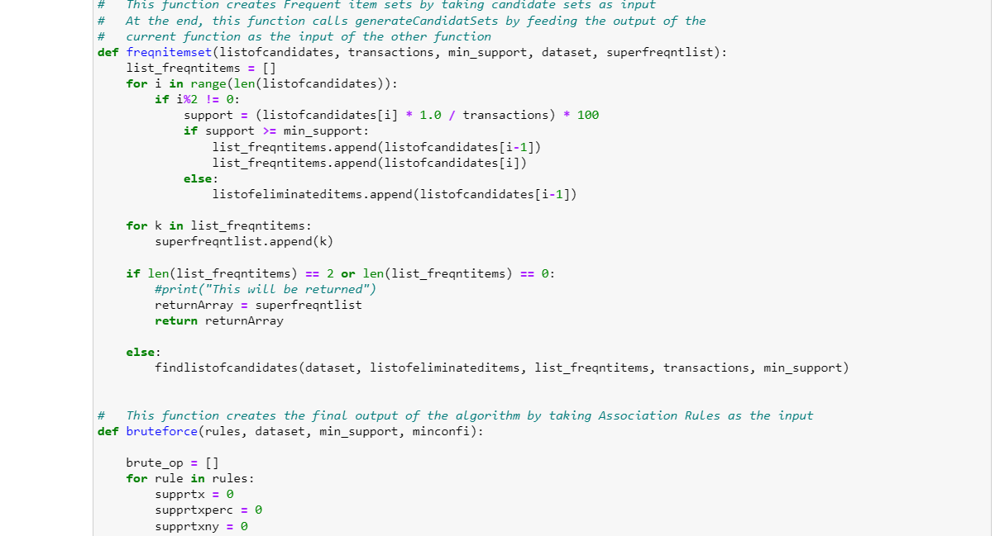 #   This function creates Frequent item sets by taking candidate sets as input
#   At the end, this function calls generateCandidatSets by feeding the output of the
#   current function as the input of the other function
def freqnitemset(listofcandidates, transactions, min_support, dataset, superfreqntlist):
    list_freqntitems = []
    for i in range(len(listofcandidates)):
        if i%2 != 0:
            support = (listofcandidates[i] * 1.0 / transactions) * 100
            if support >= min_support:
                list_freqntitems.append(listofcandidates[i-1])
                list_freqntitems.append(listofcandidates[i])
            else:
                listofeliminateditems.append(listofcandidates[i-1])

    for k in list_freqntitems:
        superfreqntlist.append(k)

    if len(list_freqntitems) == 2 or len(list_freqntitems) == 0:
        #print("This will be returned")
        returnArray = superfreqntlist
        return returnArray

    else:
        findlistofcandidates(dataset, listofeliminateditems, list_freqntitems, transactions, min_support)


#   This function creates the final output of the algorithm by taking Association Rules as the input
def bruteforce(rules, dataset, min_support, minconfi):

    brute_op = []
    for rule in rules:
        supprtx = 0
        supprtxperc = 0
        supprtxny = 0